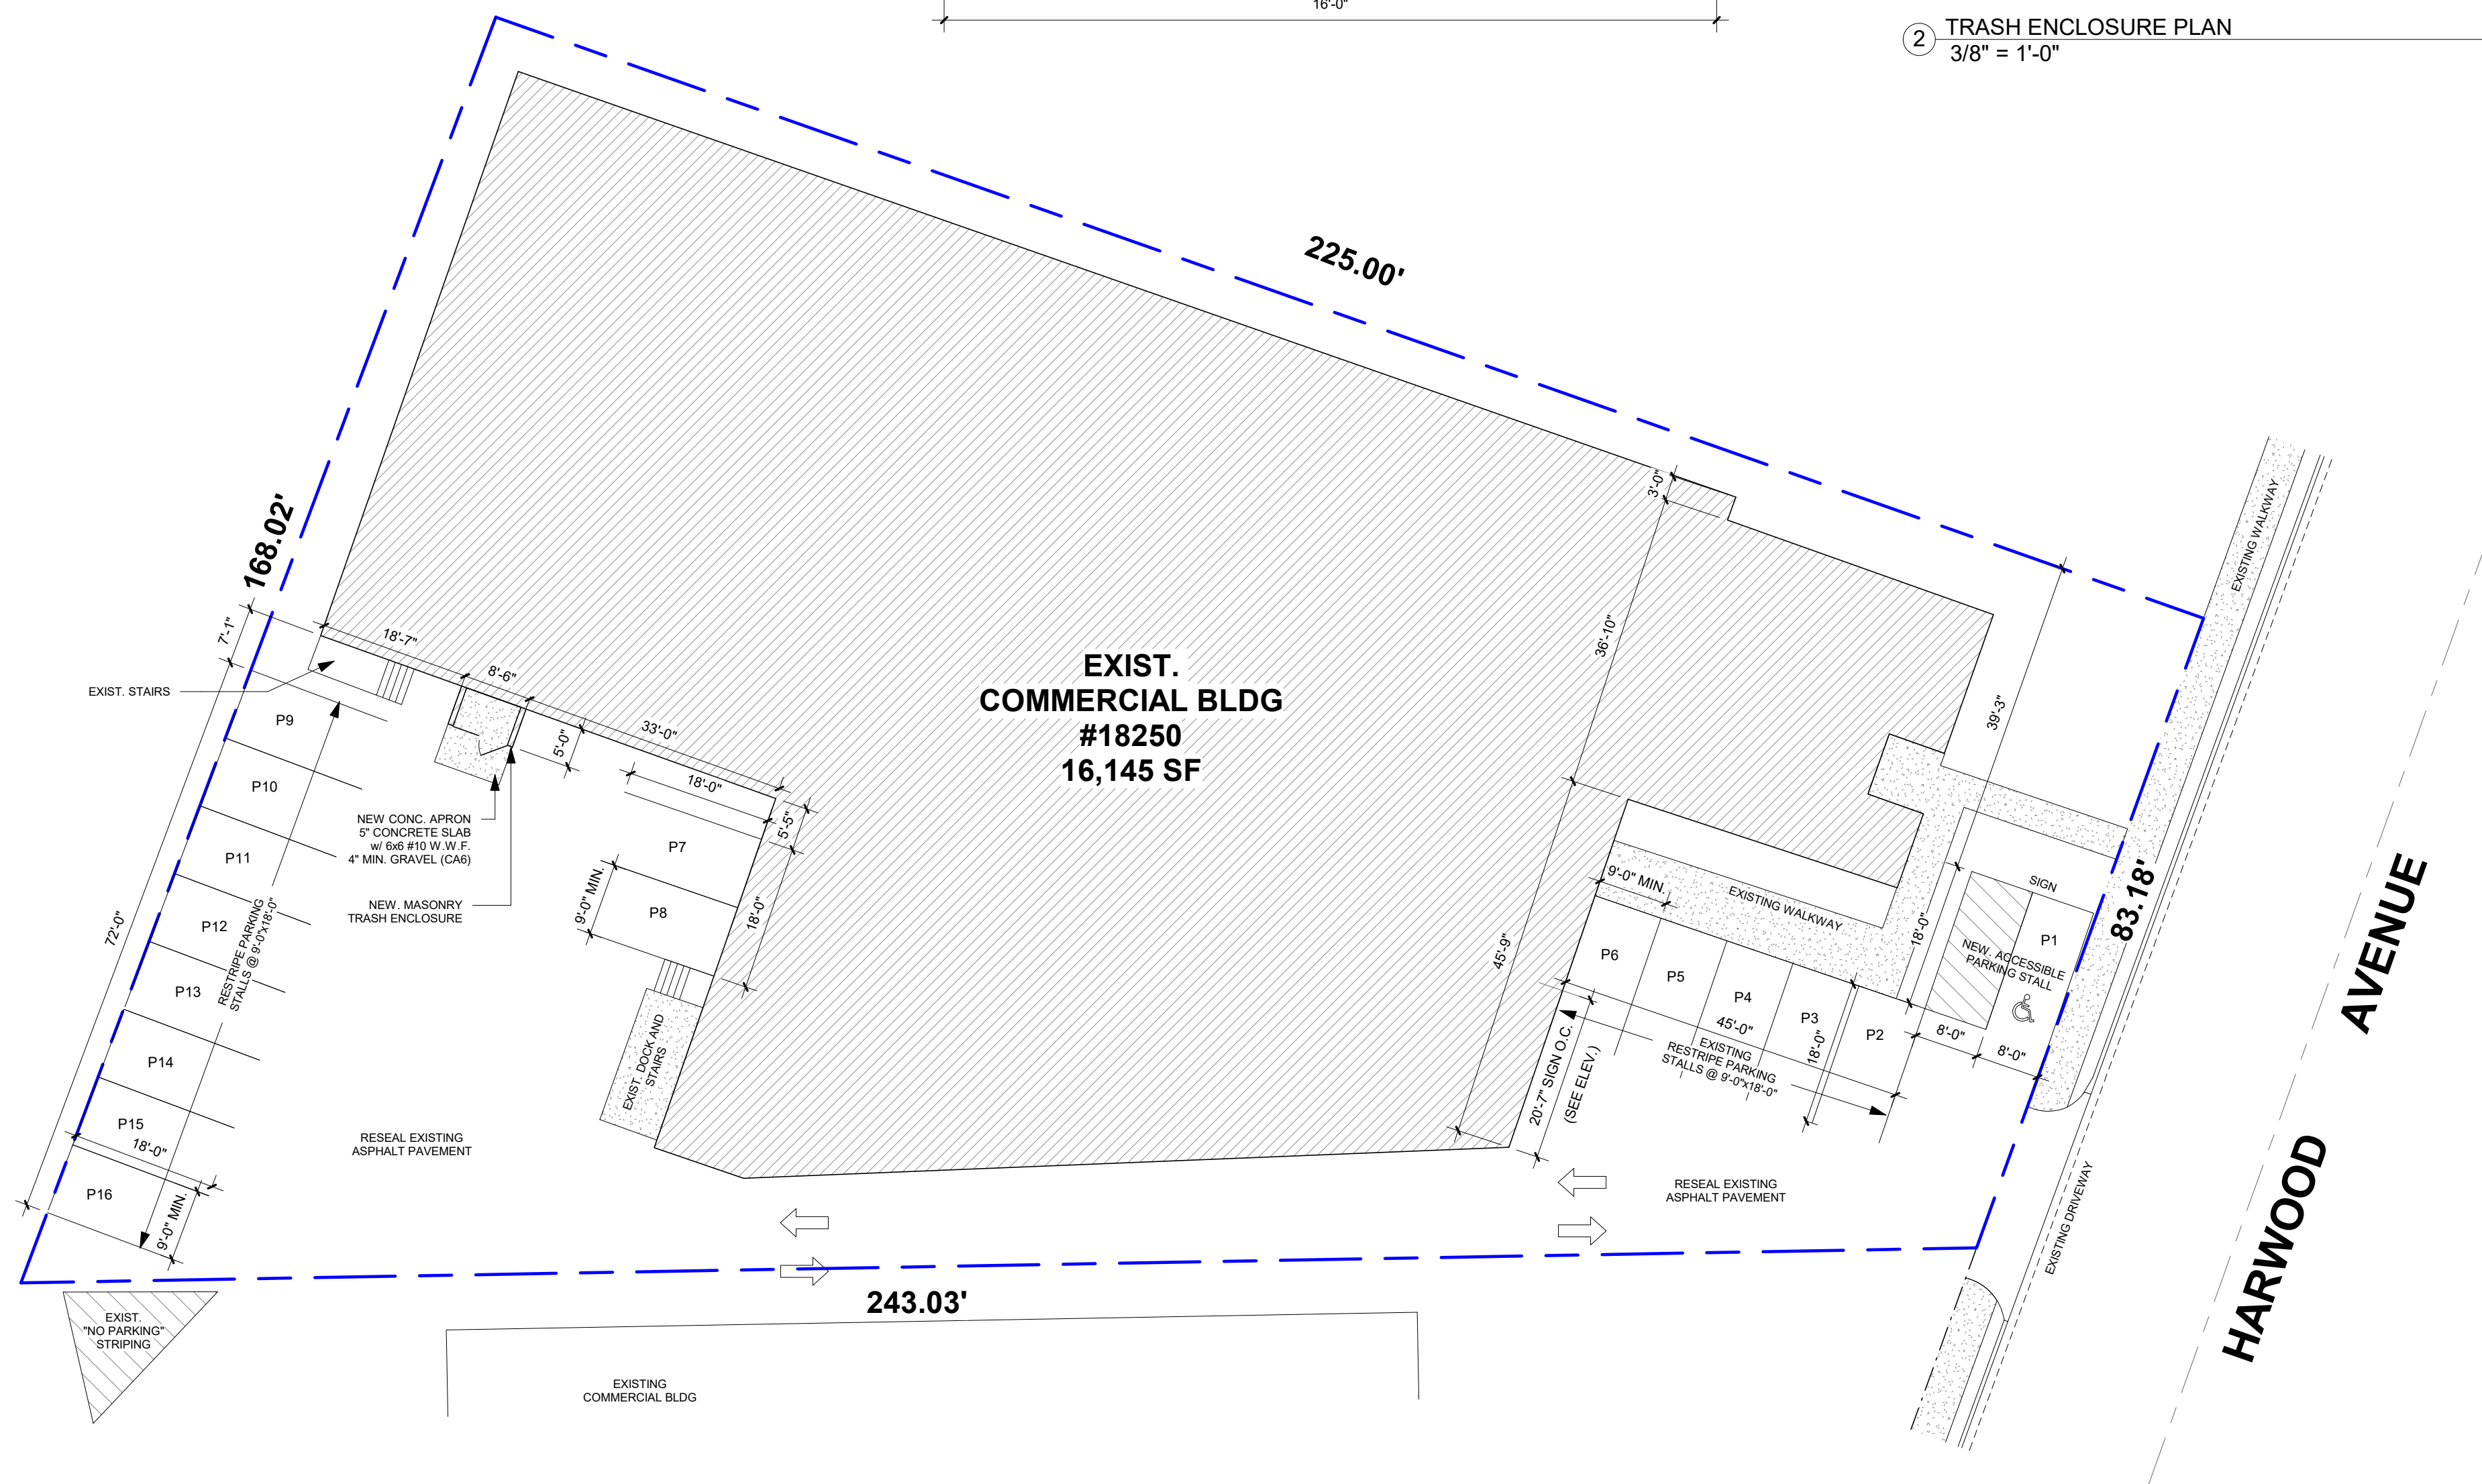 16'-0"
2
TRASH ENCLOSURE PLAN
3/8" = 1'-0"
225.00'
168.02'
3'-0"
36'-10"
39'-3"
EXISTING WALKWAY
7'-1"
18'-7"
8'-6"
33'-0"
5'-0"
EXIST. STAIRS
EXIST.
COMMERCIAL BLDG
#18250
16,145 SF
18'-0"
5'-5"
P9
P10
P11
P12
P13
P14
P15
P16
72'-0"
RESTRIPE PARKING
STALLS @ 9'-0"x18'-0"
18'-0"
9'-0" MIN.
NEW CONC. APRON
5" CONCRETE SLAB
w/ 6x6 #10 W.W.F.
4" MIN. GRAVEL (CA6)
NEW. MASONRY
TRASH ENCLOSURE
P7
P8
9'-0" MIN.
18'-0"
EXIST. DOCK AND
STAIRS
RESEAL EXISTING
ASPHALT PAVEMENT
45'-9"
9'-0" MIN.
EXISTING WALKWAY
18'-0"
SIGN
P1
NEW. ACCESSIBLE
PARKING STALL
83.18'
P6
P5
P4
P3
P2
45'-0"
18'-0"
8'-0"
8'-0"
EXISTING
RESTRIPE PARKING
STALLS @ 9'-0"x18'-0"
20'-7" SIGN O.C.
(SEE ELEV.)
RESEAL EXISTING
ASPHALT PAVEMENT
EXISTING DRIVEWAY
HARWOOD AVENUE
243.03'
EXIST.
"NO PARKING"
STRIPING
EXISTING
COMMERCIAL BLDG